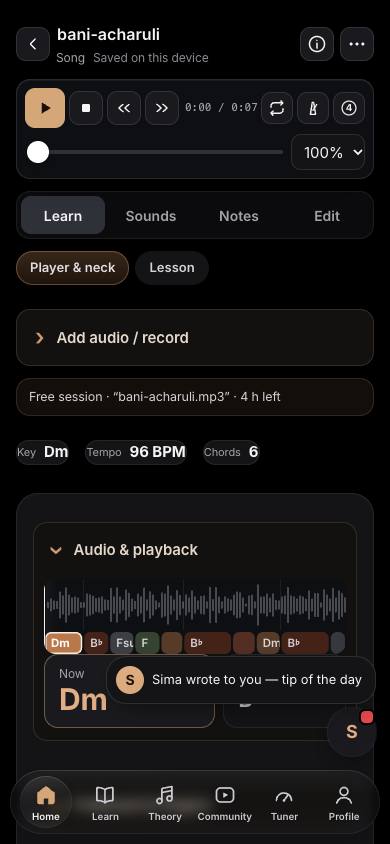 bani-acharuli
Song Saved on this device
0:00 / 0:07
4
100%
Learn Sounds Notes Edit
Player & neck Lesson
Add audio / record
Free session · “bani-acharuli.mp3” · 4 h left
Key Dm Tempo 96 BPM Chords 6
Audio & playback
Dm B♭ Fsu F B♭ Dm B♭
Now
Dm
S Sima wrote to you — tip of the day
S
Home Learn Theory Community Tuner Profile